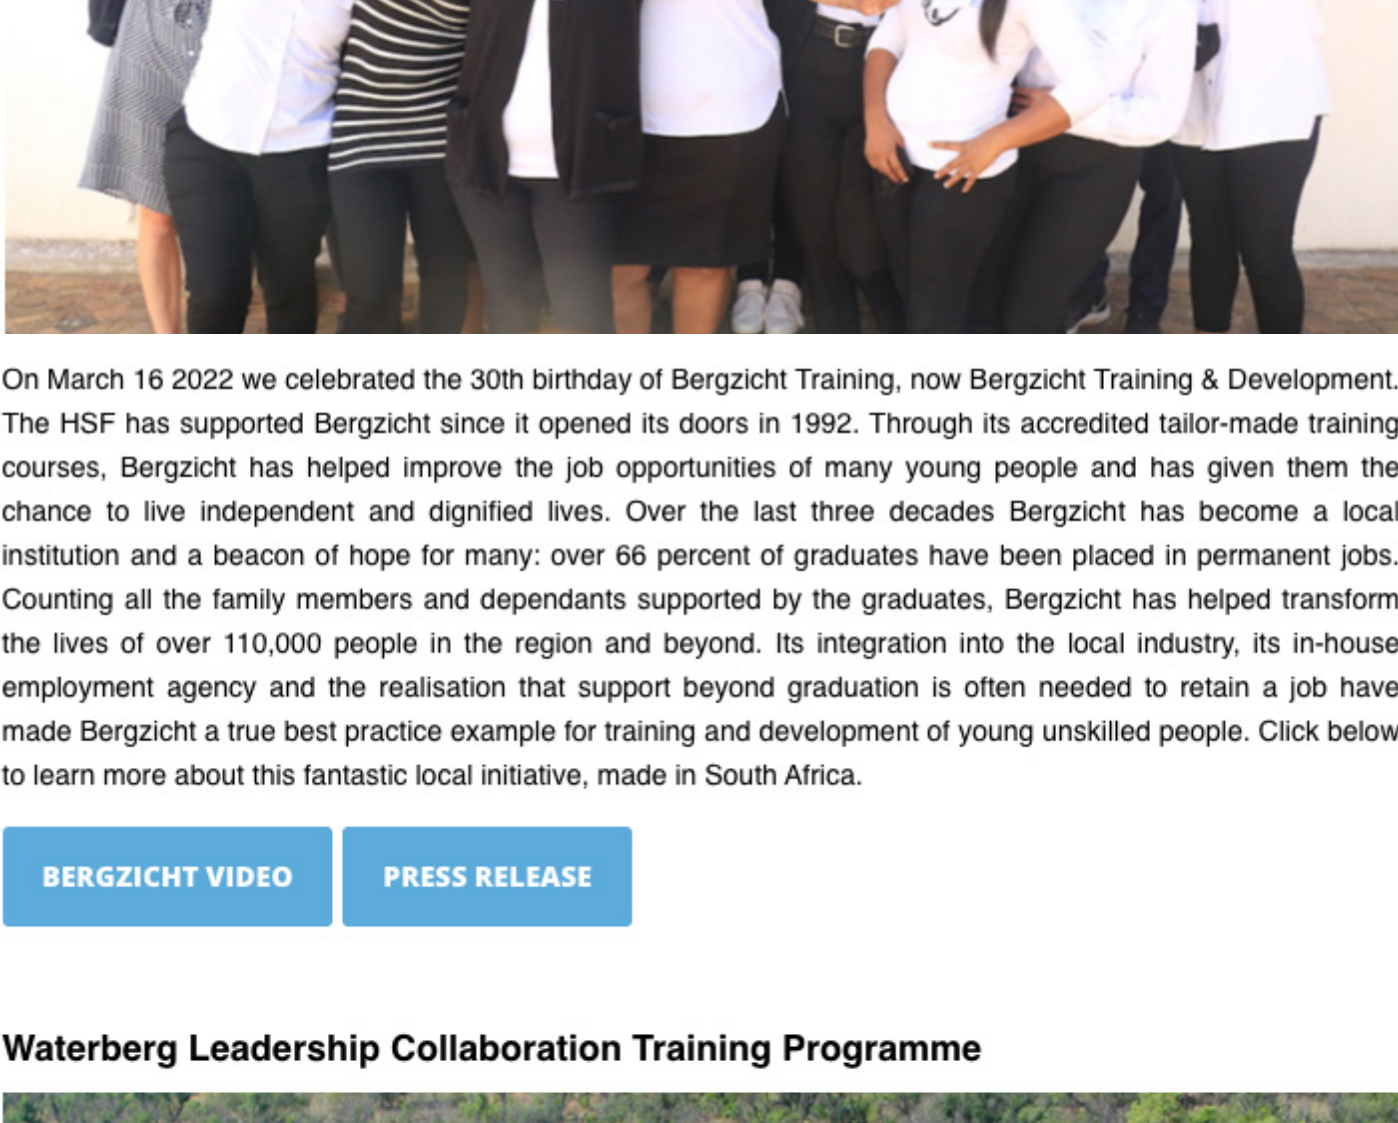 On March 16 2022 we celebrated the 30th birthday of Bergzicht Training, now Bergzicht Training & Development.
The HSF has supported Bergzicht since it opened its doors in 1992. Through its accredited tailor-made training
courses, Bergzicht has helped improve the job opportunities of many young people and has given them the
chance to live independent and dignified lives. Over the last three decades Bergzicht has become a local
institution and a beacon of hope for many: over 66 percent of graduates have been placed in permanent jobs.
Counting all the family members and dependants supported by the graduates, Bergzicht has helped transform
the lives of over 110,000 people in the region and beyond. Its integration into the local industry, its in-house
employment agency and the realisation that support beyond graduation is often needed to retain a job have
made Bergzicht a true best practice example for training and development of young unskilled people. Click below
to learn more about this fantastic local initiative, made in South Africa.
BERGZICHT VIDEO
PRESS RELEASE
Waterberg Leadership Collaboration Training Programme